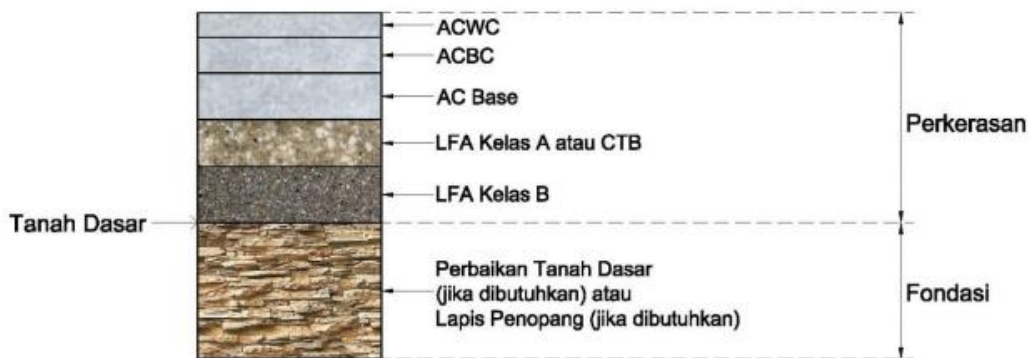 ACWC
ACBC
AC Base
LFA Kelas A atau CTB
LFA Kelas B
Perkerasan
Tanah Dasar
Perbaikan Tanah Dasar
(jika dibutuhkan) atau
Lapis Penopang (jika dibutuhkan)
Fondasi